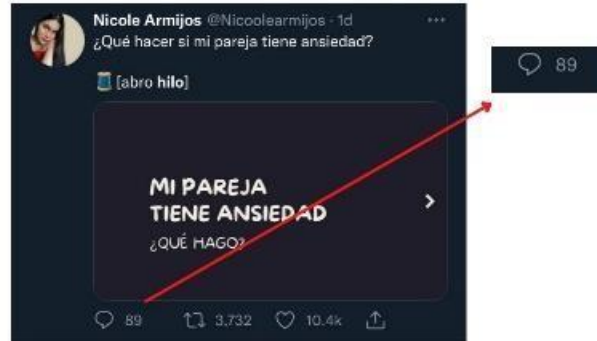 Nicole Armijos @Nicoolearmijos · 1d
¿Qué hacer si mi pareja tiene ansiedad?
🧵 [abro hilo]
MI PAREJA
TIENE ANSIEDAD
¿QUÉ HAGO?
89 3.732 10.4k
89